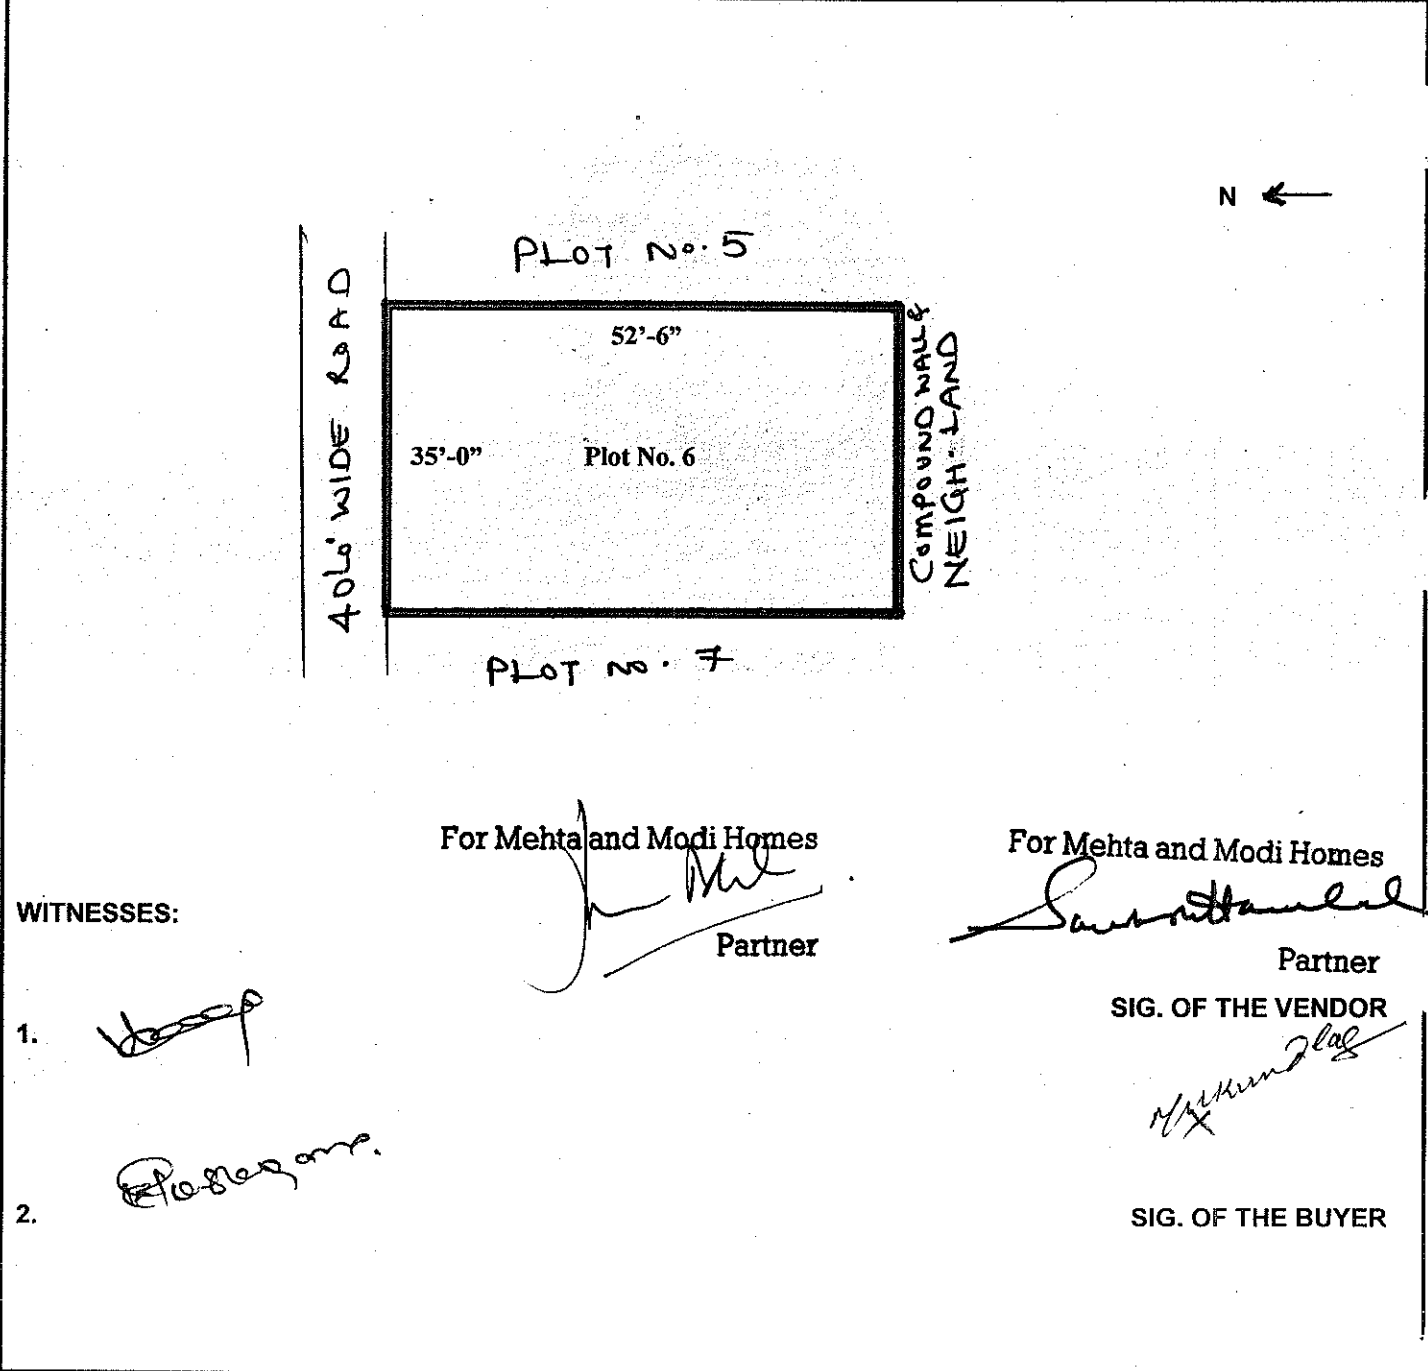 N
PLOT No. 5
40'0' WIDE ROAD
52'-6”
COMPOUND WALL &
NEIGH. LAND
35'-0”
Plot No. 6
PLOT NO. 7
For Mehta and Modi Homes
For Mehta and Modi Homes
WITNESSES:
Partner
Partner
SIG. OF THE VENDOR
1.
Mukundlal
2.
SIG. OF THE BUYER